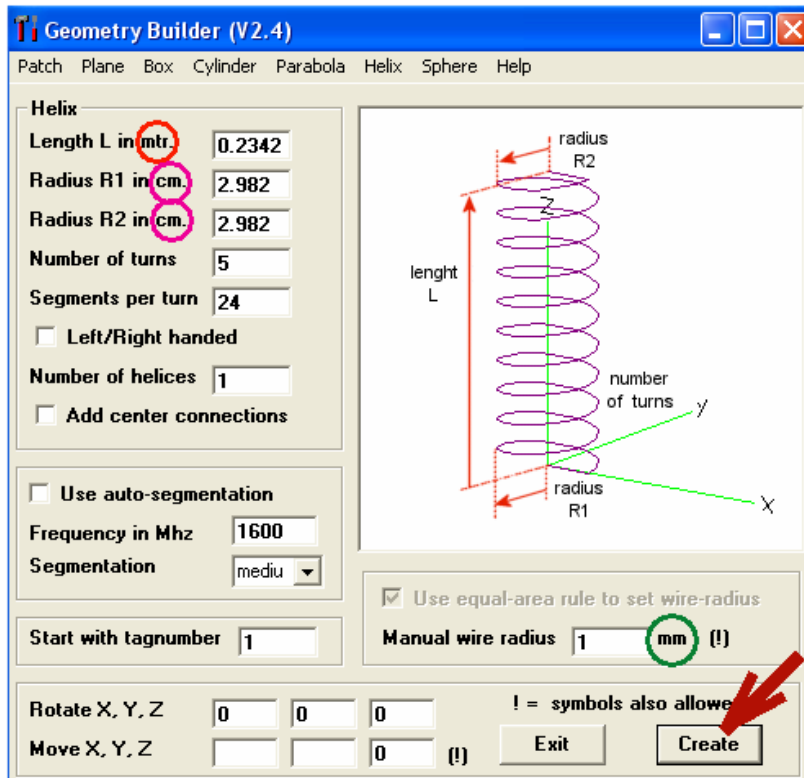 Geometry Builder (V2.4)
Patch Plane Box Cylinder Parabola Helix Sphere Help
Helix
Length L in mtr. 0.2342
Radius R1 in cm. 2.982
Radius R2 in cm. 2.982
Number of turns 5
Segments per turn 24
Left/Right handed
Number of helices 1
Add center connections
radius
R2
Z
lenght
L
number
of turns
y
X
radius
R1
Use auto-segmentation
Frequency in Mhz 1600
Segmentation mediu
Use equal-area rule to set wire-radius
Start with tagnumber 1
Manual wire radius 1 mm (!)
Rotate X, Y, Z 0 0 0
! = symbols also allowe
Move X, Y, Z 0 (!)
Exit Create